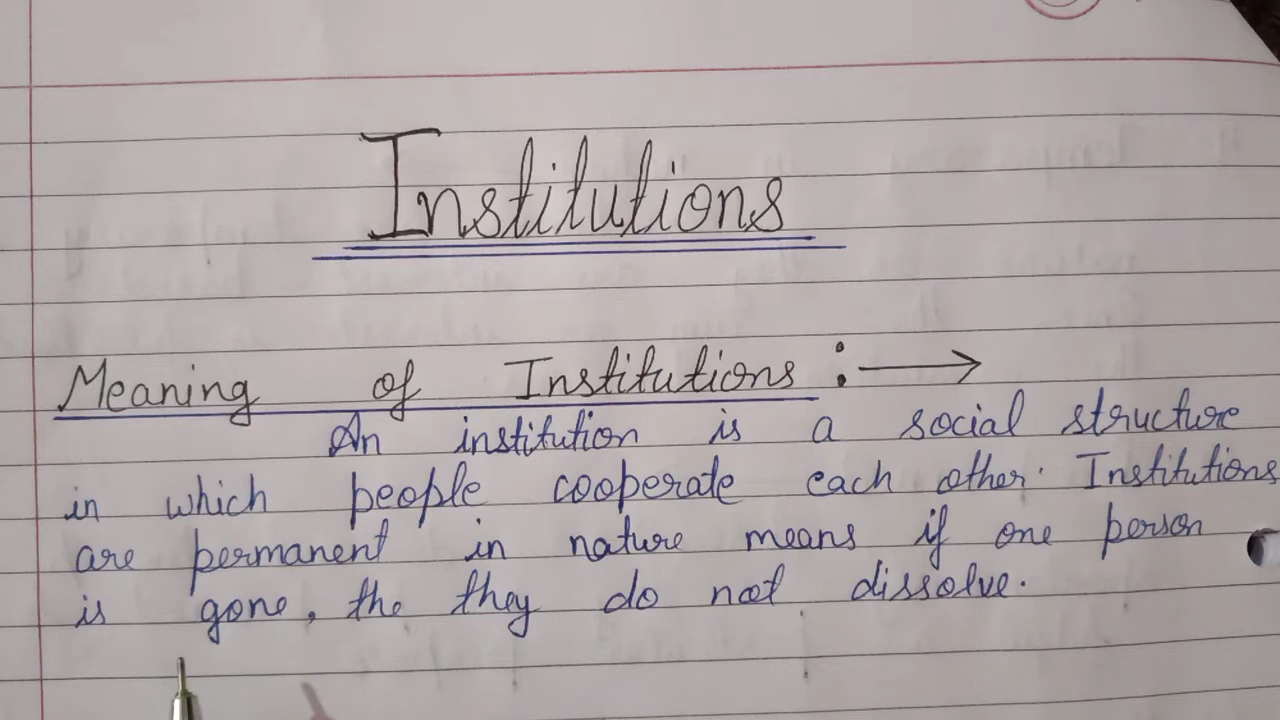 Institutions
Meaning of Institutions :→
An institution is a social structure
in which people cooperate each other. Institutions
are permanent in nature means if one person
is gone, the they do not dissolve.